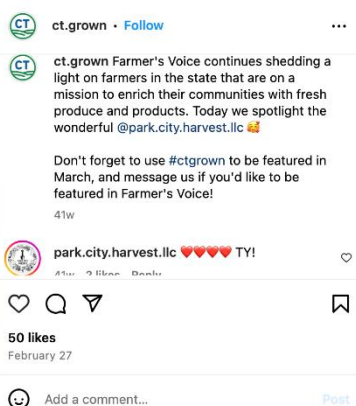 CT ct.grown • Follow ...
CT ct.grown Farmer's Voice continues shedding a
light on farmers in the state that are on a
mission to enrich their communities with fresh
produce and products. Today we spotlight the
wonderful @park.city.harvest.llc 🥰
Don't forget to use #ctgrown to be featured in
March, and message us if you'd like to be
featured in Farmer's Voice!
41w
park.city.harvest.llc ❤️❤️❤️❤️ TY!
41w 2 likes Reply
50 likes
February 27
Add a comment... Post